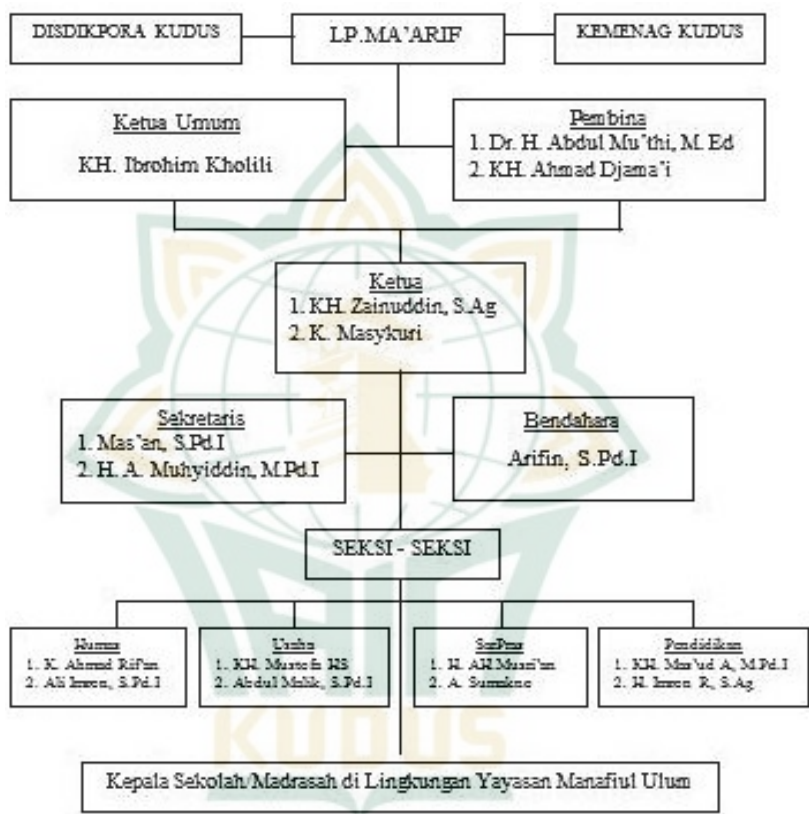 DISDIKPORA KUDUS
LP.MA'ARIF
KEMENAG KUDUS
Ketua Umum
KH. Ibrohim Kholili
Pembina
1. Dr. H. Abdul Mu'thi, M. Ed
2. KH. Ahmad Djama'i
Ketua
1. KH. Zainuddin, S.Ag
2. K. Masykuri
Sekretaris
1. Mas'an, S.Pd.I
2. H. A. Muhyiddin, M.Pd.I
Bendahara
Arifin, S.Pd.I
SEKSI - SEKSI
Humas
1. K. Ahmad Rif'an
2. Ali Imron, S.Pd.I
Usaha
1. KH. Mustofa HS
2. Abdul Malik, S.Pd.I
SarPras
1. H. AH.
2. A.
Pendidikan
1. KH. Mas'ud A, M.Pd.I
2. H. Imron R, S.Ag
KUDUS
Kepala Sekolah/Madrasah di Lingkungan Yayasan Manafiul Ulum